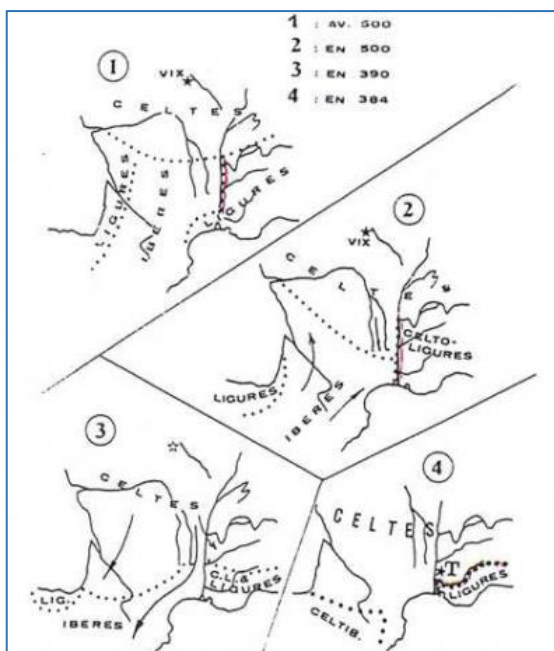 1 : AV. 500
2 : EN 500
3 : EN 390
4 : EN 384
1
VIX
CELTES
LIGURES
IBERES
LIGURES
2
VIX
CELTES
CELTO-
LIGURES
LIGURES
IBERES
3
CELTES
C.L.&
LIGURES
LIG.
IBERES
4
CELTES
T
LIGURES
CELTIB.